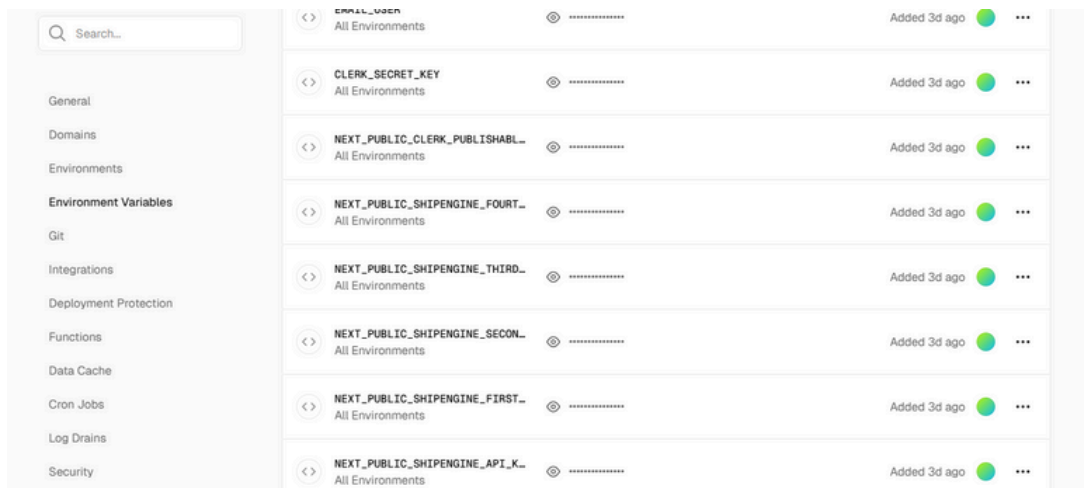 Search...
General
Domains
Environments
Environment Variables
Git
Integrations
Deployment Protection
Functions
Data Cache
Cron Jobs
Log Drains
Security
EMAIL_USER
All Environments
Added 3d ago
CLERK_SECRET_KEY
All Environments
Added 3d ago
NEXT_PUBLIC_CLERK_PUBLISHABL…
All Environments
Added 3d ago
NEXT_PUBLIC_SHIPENGINE_FOURT…
All Environments
Added 3d ago
NEXT_PUBLIC_SHIPENGINE_THIRD…
All Environments
Added 3d ago
NEXT_PUBLIC_SHIPENGINE_SECON…
All Environments
Added 3d ago
NEXT_PUBLIC_SHIPENGINE_FIRST…
All Environments
Added 3d ago
NEXT_PUBLIC_SHIPENGINE_API_K…
All Environments
Added 3d ago